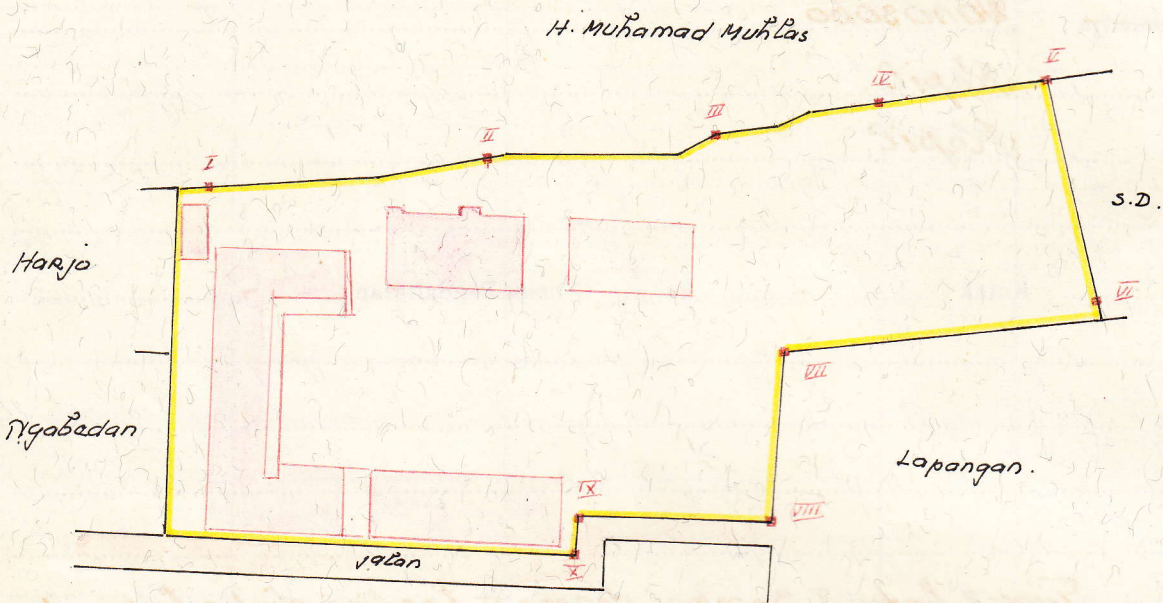 H. Muhamad Muhlas
V
IV
III
II
I
S.D.
Harjo
VI
VII
Ngabedan
Lapangan.
IX
VIII
jalan
X